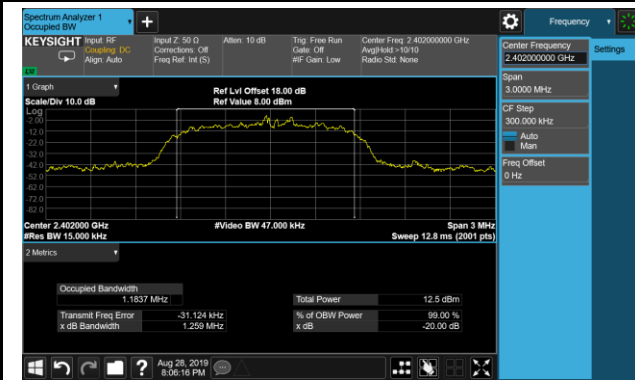 Spectrum Analyzer 1
Occupied BW
Frequency
KEYSIGHT
Input: RF
Coupling: DC
Align: Auto
Input Z: 50 Ω
Corrections: Off
Freq Ref: Int (S)
Atten: 10 dB
Trig: Free Run
Gate: Off
#IF Gain: Low
Center Freq: 2.402000000 GHz
Avg|Hold:>10/10
Radio Std: None
Center Frequency
2.402000000 GHz
Settings
Span
3.0000 MHz
CF Step
300.000 kHz
Auto
Man
Freq Offset
0 Hz
1 Graph
Scale/Div 10.0 dB
Ref Lvl Offset 18.00 dB
Ref Value 8.00 dBm
Log
-2.00
-12.0
-22.0
-32.0
-42.0
-52.0
-62.0
-72.0
-82.0
Center 2.402000 GHz
#Res BW 15.000 kHz
#Video BW 47.000 kHz
Span 3 MHz
Sweep 12.8 ms (2001 pts)
2 Metrics
Occupied Bandwidth
1.1837 MHz
Total Power 12.5 dBm
Transmit Freq Error -31.124 kHz
% of OBW Power 99.00 %
x dB Bandwidth 1.259 MHz
x dB -20.00 dB
?
Aug 28, 2019
8:06:16 PM